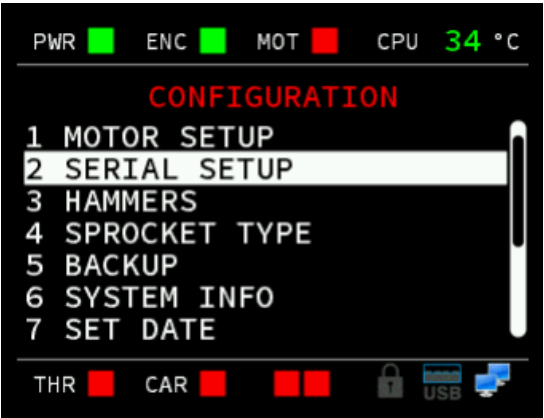 PWR ENC MOT CPU 34 °C
CONFIGURATION
1 MOTOR SETUP
2 SERIAL SETUP
3 HAMMERS
4 SPROCKET TYPE
5 BACKUP
6 SYSTEM INFO
7 SET DATE
THR CAR USB